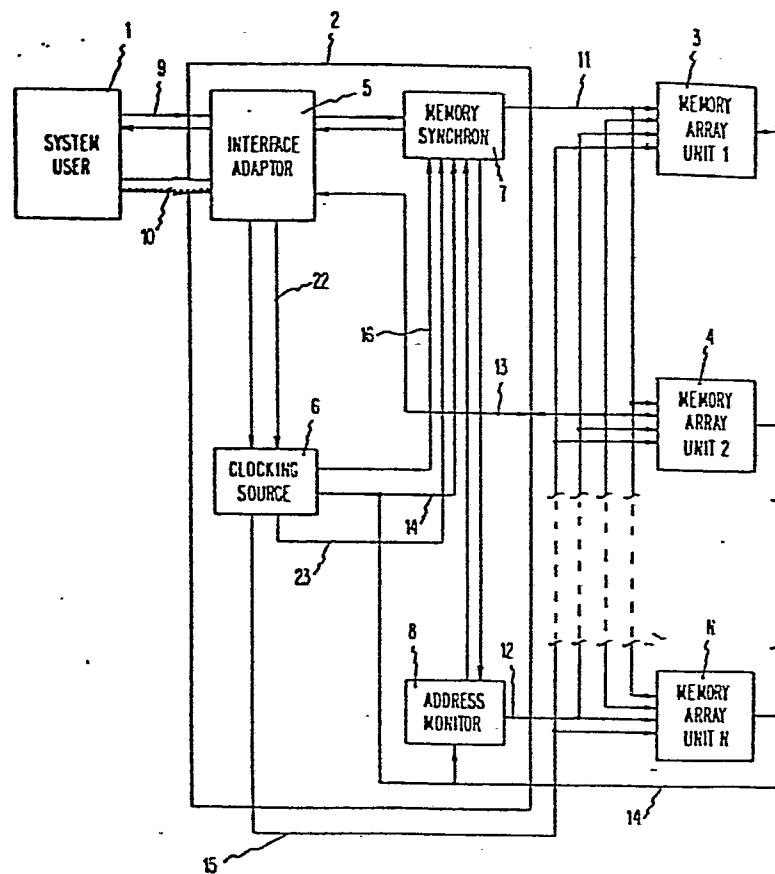 1
SYSTEM
USER
9
10
2
5
INTERFACE
ADAPTOR
MEMORY
SYNCHRON
7
11
3
MEMORY
ARRAY
UNIT 1
22
16
13
4
MEMORY
ARRAY
UNIT 2
6
CLOCKING
SOURCE
14
23
8
ADDRESS
MONITOR
12
N
MEMORY
ARRAY
UNIT N
14
15